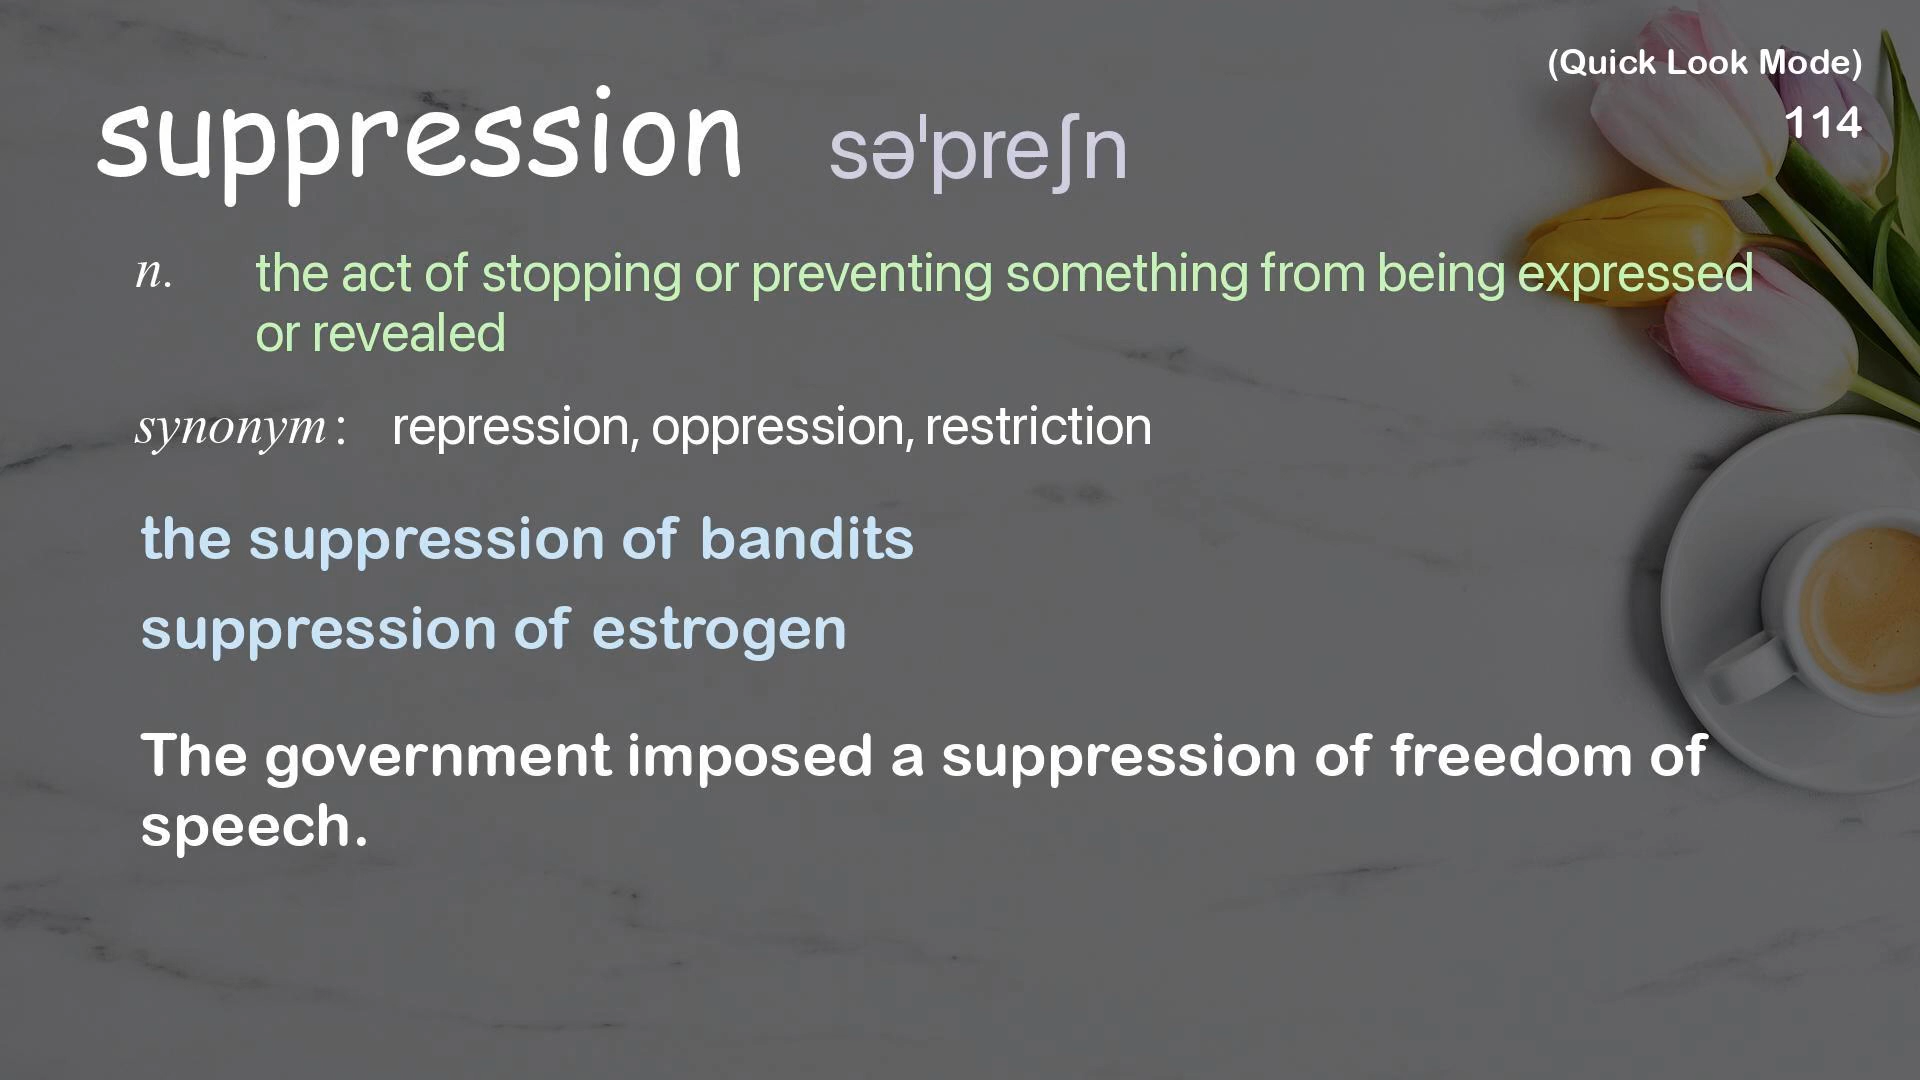 (Quick Look Mode)
suppression səˈpreʃn
114
n. the act of stopping or preventing something from being expressed
or revealed
synonym: repression, oppression, restriction
the suppression of bandits
suppression of estrogen
The government imposed a suppression of freedom of
speech.